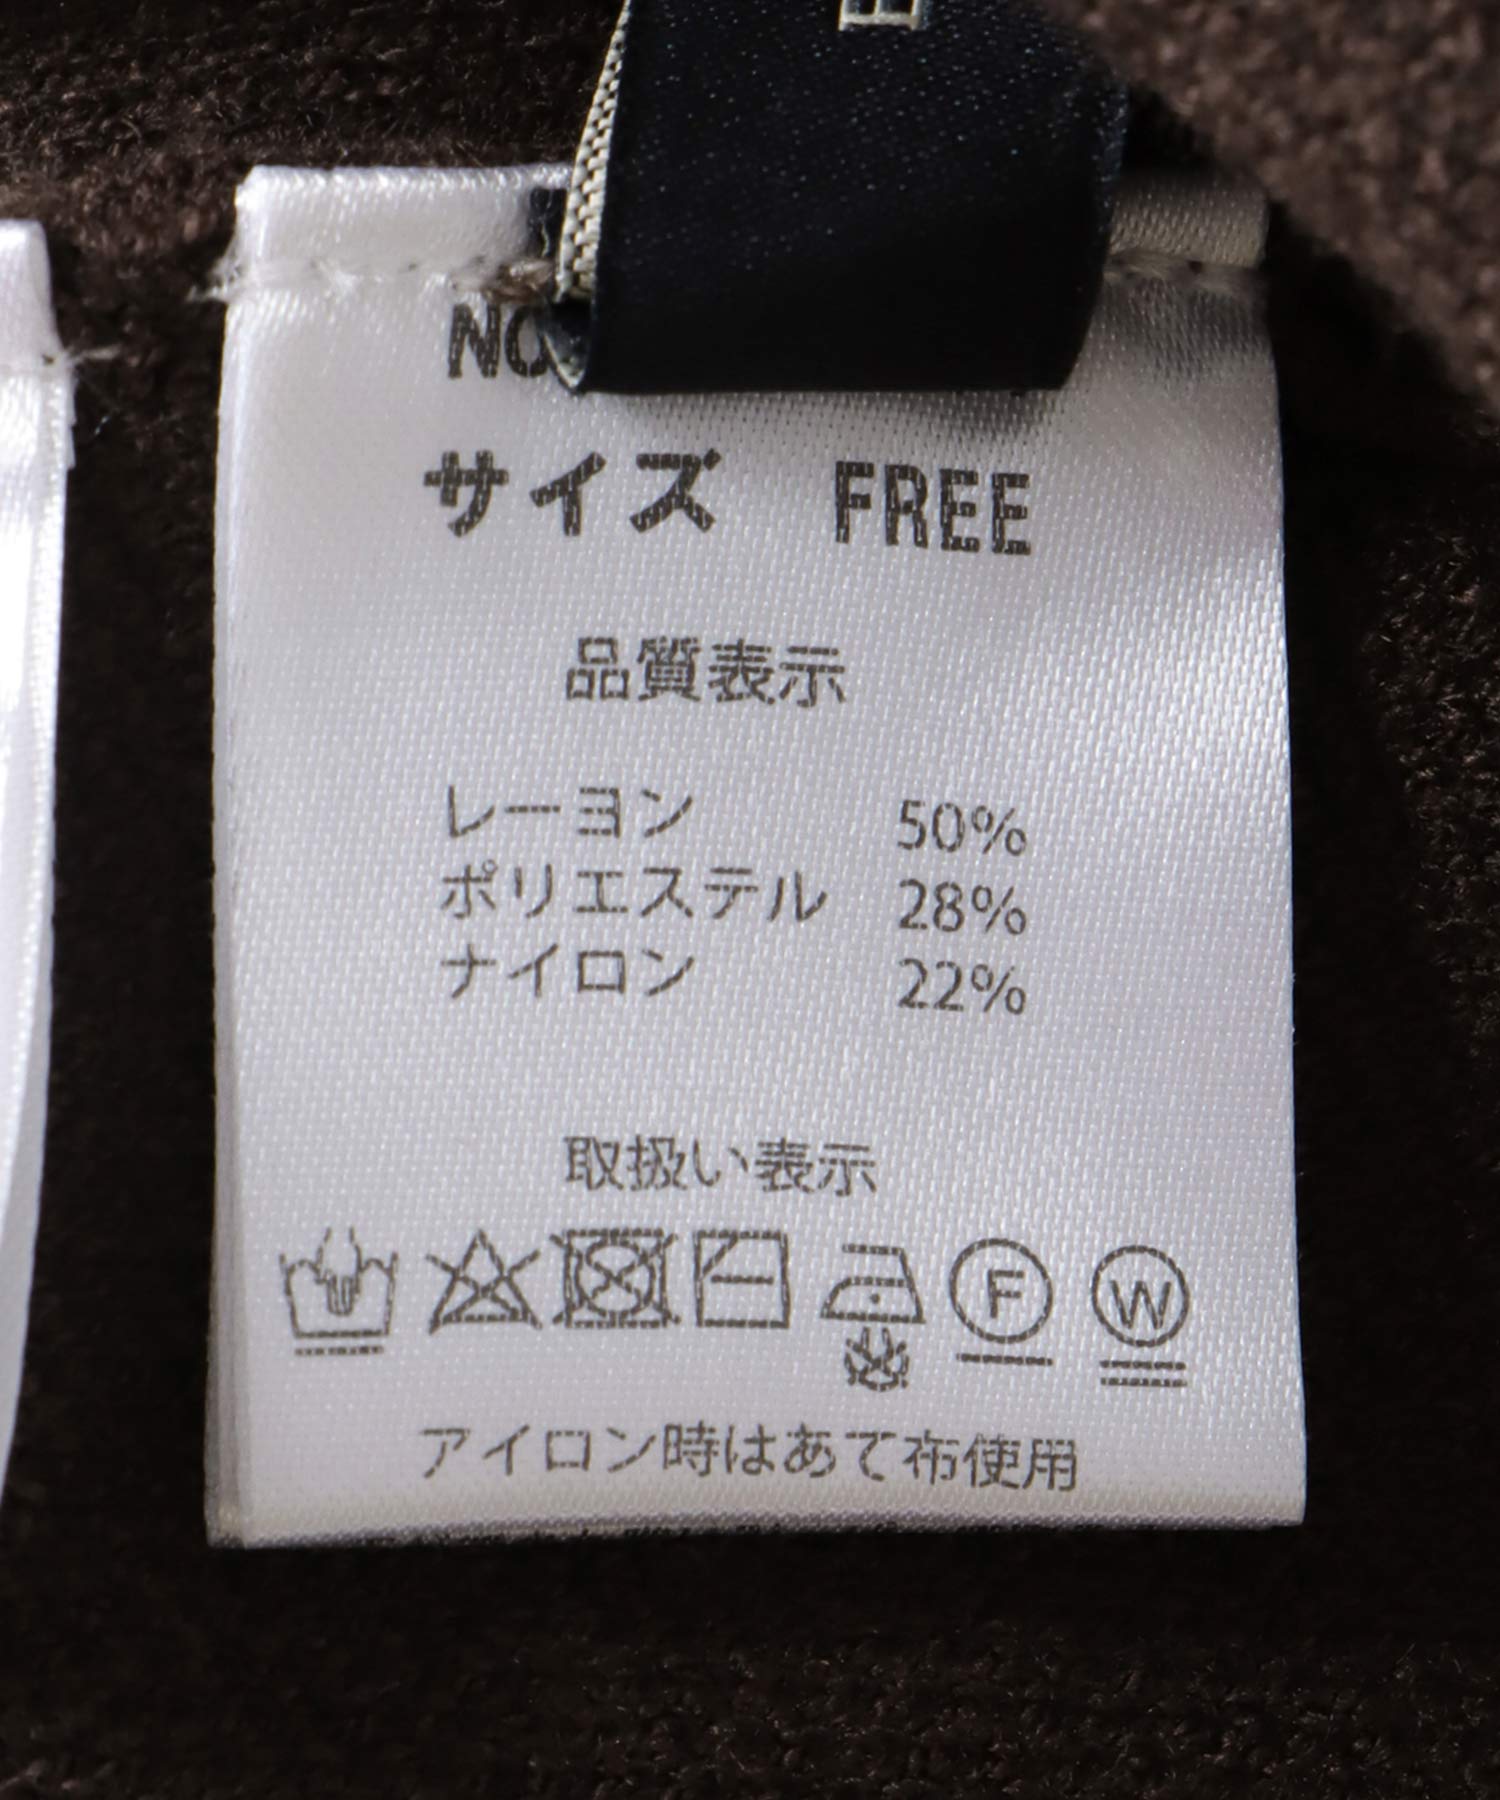 サイズ FREE
品質表示
レーヨン 50%
ポリエステル 28%
ナイロン 22%
取扱い表示
F W
アイロン時はあて布使用